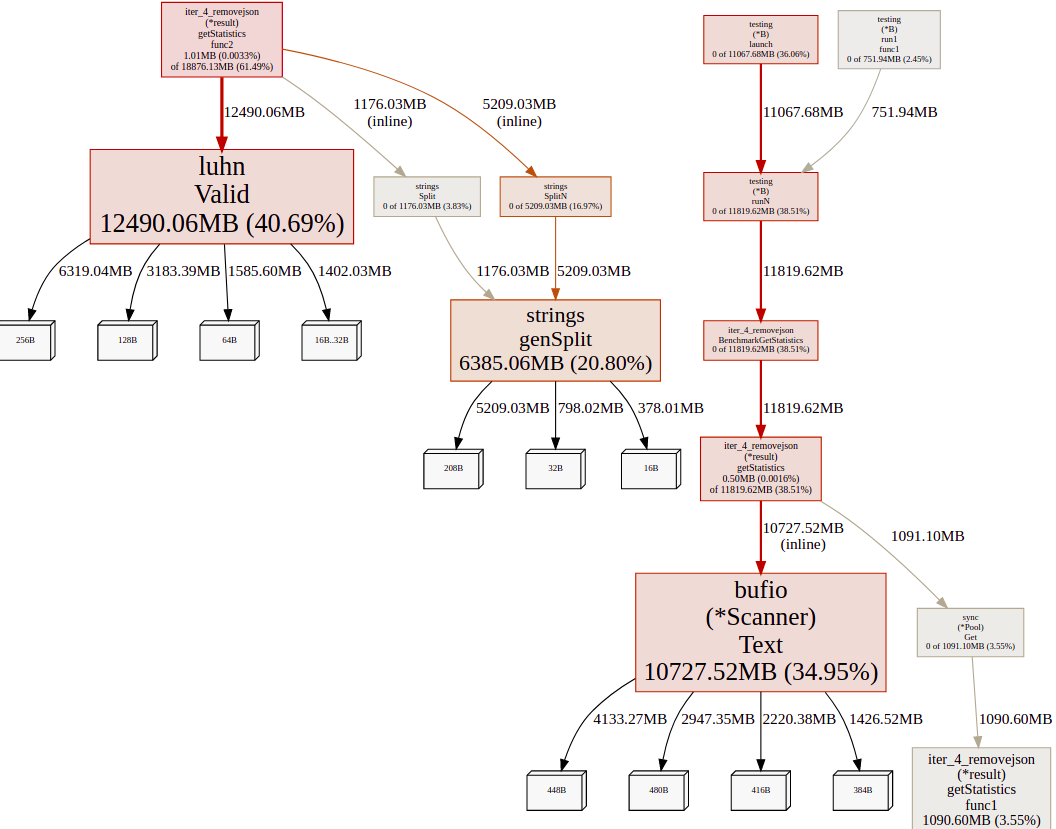 iter_4_removejson
(*result)
getStatistics
func2
1.01MB (0.0033%)
of 18876.13MB (61.49%)
testing
(*B)
launch
0 of 11067.68MB (36.06%)
testing
(*B)
run1
func1
0 of 751.94MB (2.45%)
12490.06MB
1176.03MB
(inline)
5209.03MB
(inline)
11067.68MB
751.94MB
luhn
Valid
12490.06MB (40.69%)
strings
Split
0 of 1176.03MB (3.83%)
strings
SplitN
0 of 5209.03MB (16.97%)
testing
(*B)
runN
0 of 11819.62MB (38.51%)
6319.04MB
3183.39MB
1585.60MB
1402.03MB
1176.03MB
5209.03MB
11819.62MB
256B
128B
64B
16B..32B
strings
genSplit
6385.06MB (20.80%)
iter_4_removejson
BenchmarkGetStatistics
0 of 11819.62MB (38.51%)
5209.03MB
798.02MB
378.01MB
11819.62MB
208B
32B
16B
iter_4_removejson
(*result)
getStatistics
0.50MB (0.0016%)
of 11819.62MB (38.51%)
10727.52MB
(inline)
1091.10MB
bufio
(*Scanner)
Text
10727.52MB (34.95%)
sync
(*Pool)
Get
0 of 1091.10MB (3.55%)
4133.27MB
2947.35MB
2220.38MB
1426.52MB
1090.60MB
448B
480B
416B
384B
iter_4_removejson
(*result)
getStatistics
func1
1090.60MB (3.55%)